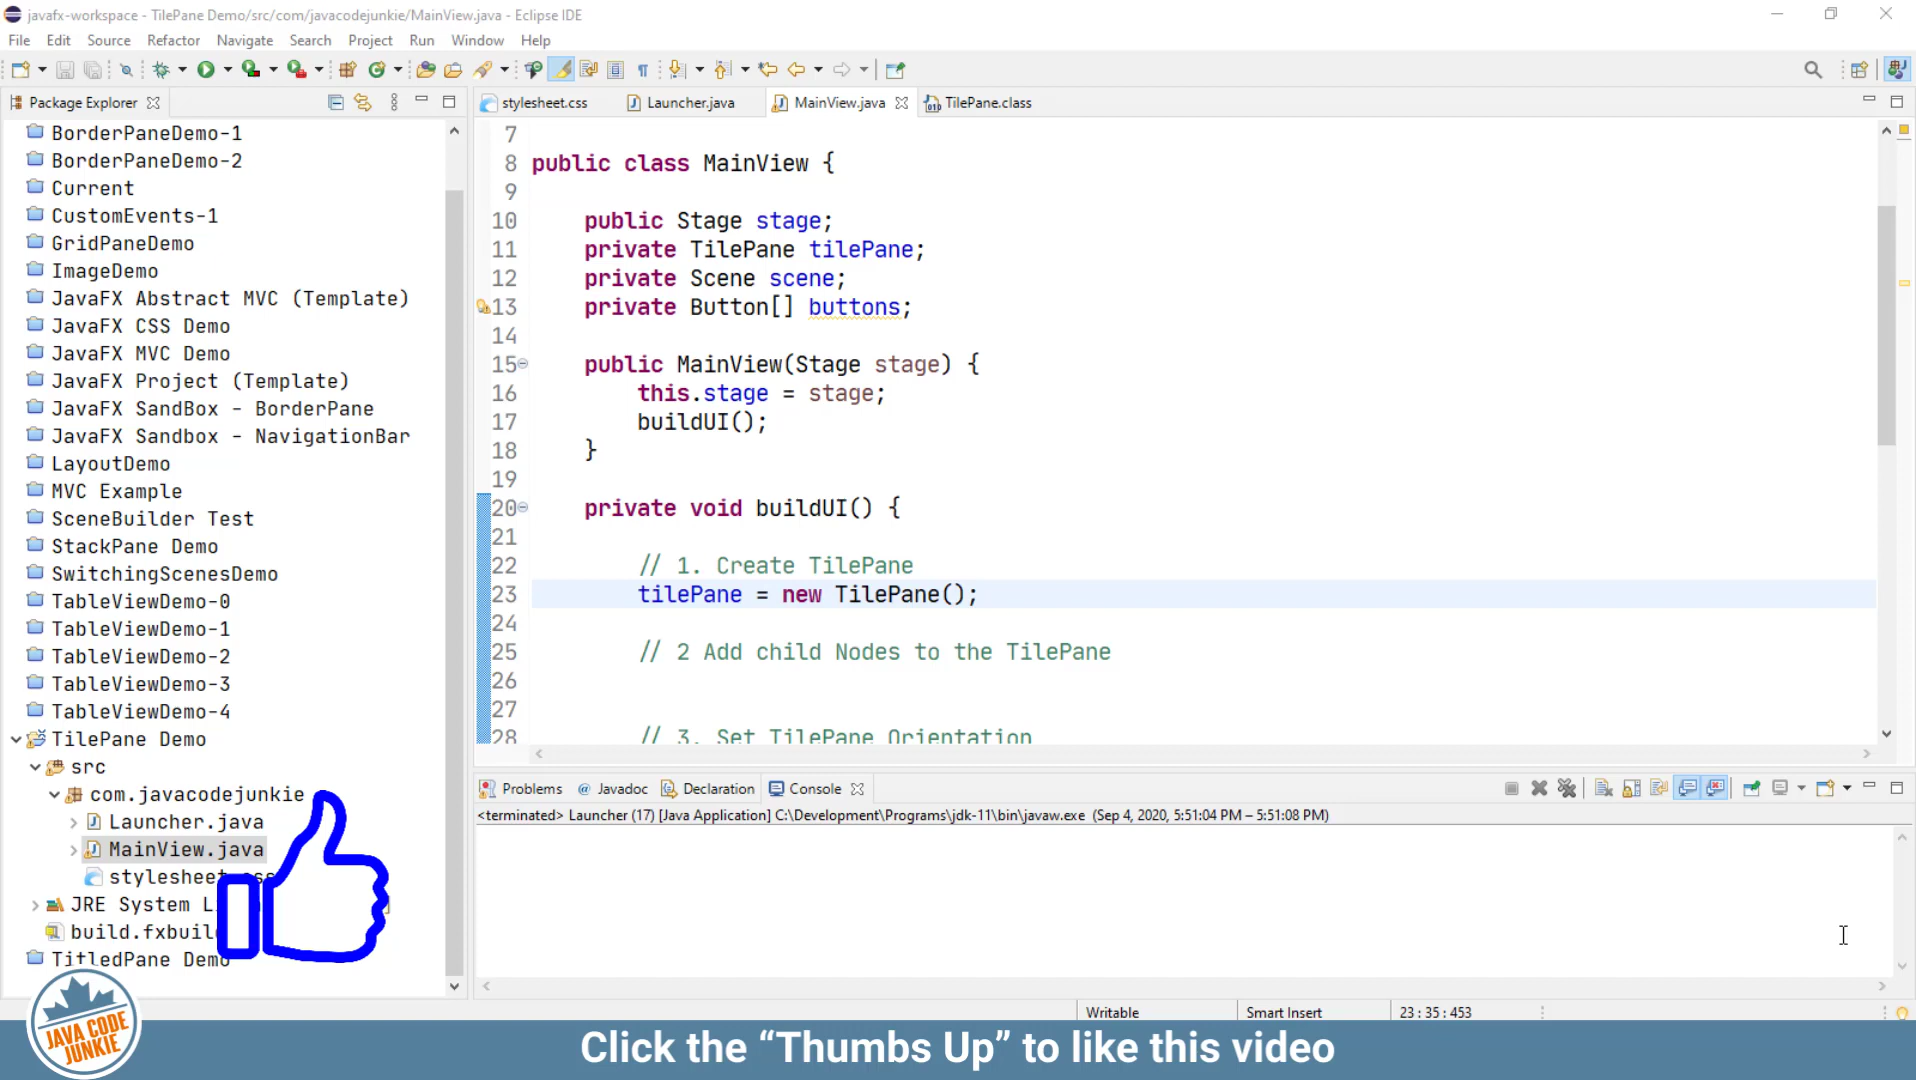 javafx-workspace - TilePane Demo/src/com/javacodejunkie/MainView.java - Eclipse IDE
File Edit Source Refactor Navigate Search Project Run Window Help
Package Explorer
stylesheet.css Launcher.java MainView.java TilePane.class
BorderPaneDemo-1
BorderPaneDemo-2
Current
CustomEvents-1
GridPaneDemo
ImageDemo
JavaFX Abstract MVC (Template)
JavaFX CSS Demo
JavaFX MVC Demo
JavaFX Project (Template)
JavaFX SandBox - BorderPane
JavaFX Sandbox - NavigationBar
LayoutDemo
MVC Example
SceneBuilder Test
StackPane Demo
SwitchingScenesDemo
TableViewDemo-0
TableViewDemo-1
TableViewDemo-2
TableViewDemo-3
TableViewDemo-4
TilePane Demo
src
com.javacodejunkie
Launcher.java
MainView.java
stylesheet.css
JRE System L
build.fxbuil
TitledPane Demo
7
8 public class MainView {
9
10 public Stage stage;
11 private TilePane tilePane;
12 private Scene scene;
13 private Button[] buttons;
14
15 public MainView(Stage stage) {
16 this.stage = stage;
17 buildUI();
18 }
19
20 private void buildUI() {
21
22 // 1. Create TilePane
23 tilePane = new TilePane();
24
25 // 2 Add child Nodes to the TilePane
26
27
28 // 3. Set TilePane Orientation
Problems @ Javadoc Declaration Console
<terminated> Launcher (17) [Java Application] C:\Development\Programs\jdk-11\bin\javaw.exe (Sep 4, 2020, 5:51:04 PM – 5:51:08 PM)
Writable Smart Insert 23 : 35 : 453
JAVA CODE JUNKIE
Click the “Thumbs Up” to like this video